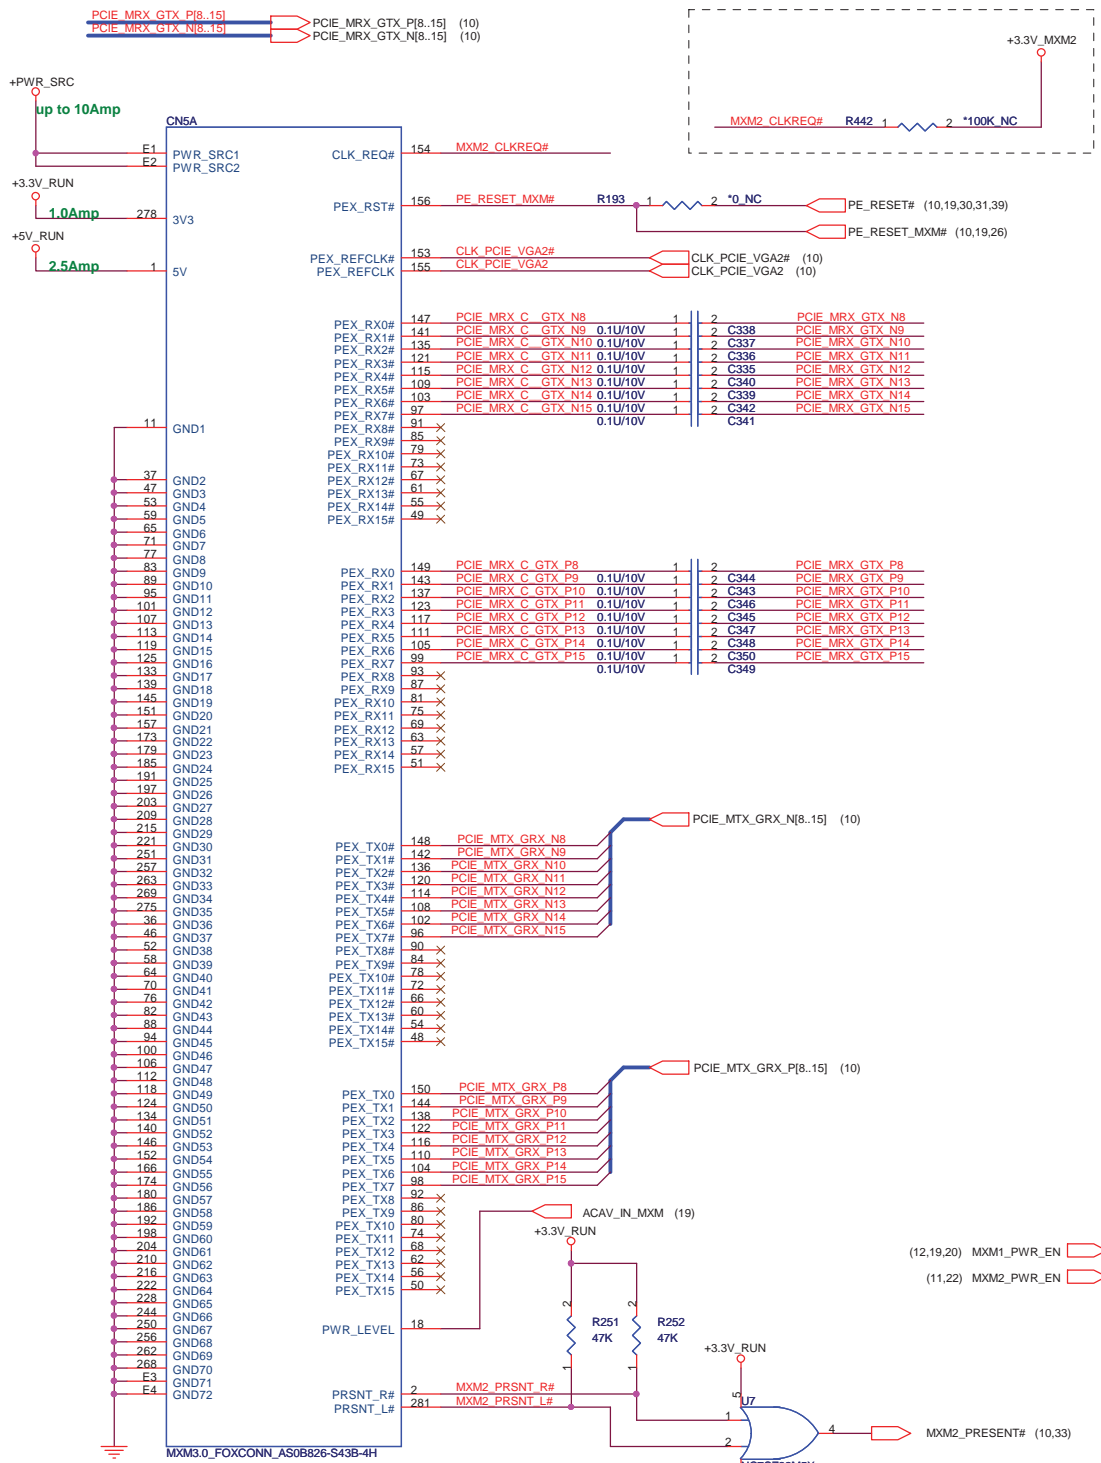 PCIE_MRX_GTX_P[8..15]
PCIE_MRX_GTX_N[8..15]
PCIE_MRX_GTX_P[8..15] (10)
PCIE_MRX_GTX_N[8..15] (10)
+3.3V_MXM2
MXM2_CLKREQ# R442 1 2 *100K_NC
+PWR_SRC
up to 10Amp
CN5A
E1 PWR_SRC1
E2 PWR_SRC2
+3.3V_RUN
1.0Amp
278 3V3
+5V_RUN
2.5Amp
1 5V
CLK_REQ# 154 MXM2_CLKREQ#
PEX_RST# 156 PE_RESET_MXM# R193 1 2 *0_NC PE_RESET# (10,19,30,31,39)
PE_RESET_MXM# (10,19,26)
PEX_REFCLK# 153 CLK_PCIE_VGA2# CLK_PCIE_VGA2# (10)
PEX_REFCLK 155 CLK_PCIE_VGA2 CLK_PCIE_VGA2 (10)
PEX_RX0# 147 PCIE_MRX_C__GTX_N8 1 2 PCIE_MRX_GTX_N8
PEX_RX1# 141 PCIE_MRX_C__GTX_N9 0.1U/10V 1 2 C338 PCIE_MRX_GTX_N9
PEX_RX2# 135 PCIE_MRX_C__GTX_N10 0.1U/10V 1 2 C337 PCIE_MRX_GTX_N10
PEX_RX3# 121 PCIE_MRX_C__GTX_N11 0.1U/10V 1 2 C336 PCIE_MRX_GTX_N11
PEX_RX4# 115 PCIE_MRX_C__GTX_N12 0.1U/10V 1 2 C335 PCIE_MRX_GTX_N12
PEX_RX5# 109 PCIE_MRX_C__GTX_N13 0.1U/10V 1 2 C340 PCIE_MRX_GTX_N13
PEX_RX6# 103 PCIE_MRX_C__GTX_N14 0.1U/10V 1 2 C339 PCIE_MRX_GTX_N14
PEX_RX7# 97 PCIE_MRX_C__GTX_N15 0.1U/10V 1 2 C342 PCIE_MRX_GTX_N15
0.1U/10V C341
PEX_RX8# 91
PEX_RX9# 85
PEX_RX10# 79
PEX_RX11# 73
PEX_RX12# 67
PEX_RX13# 61
PEX_RX14# 55
PEX_RX15# 49
PEX_RX0 149 PCIE_MRX_C_GTX_P8 1 2 PCIE_MRX_GTX_P8
PEX_RX1 143 PCIE_MRX_C_GTX_P9 0.1U/10V 1 2 C344 PCIE_MRX_GTX_P9
PEX_RX2 137 PCIE_MRX_C_GTX_P10 0.1U/10V 1 2 C343 PCIE_MRX_GTX_P10
PEX_RX3 123 PCIE_MRX_C_GTX_P11 0.1U/10V 1 2 C346 PCIE_MRX_GTX_P11
PEX_RX4 117 PCIE_MRX_C_GTX_P12 0.1U/10V 1 2 C345 PCIE_MRX_GTX_P12
PEX_RX5 111 PCIE_MRX_C_GTX_P13 0.1U/10V 1 2 C347 PCIE_MRX_GTX_P13
PEX_RX6 105 PCIE_MRX_C_GTX_P14 0.1U/10V 1 2 C348 PCIE_MRX_GTX_P14
PEX_RX7 99 PCIE_MRX_C_GTX_P15 0.1U/10V 1 2 C350 PCIE_MRX_GTX_P15
0.1U/10V C349
PEX_RX8 93
PEX_RX9 87
PEX_RX10 81
PEX_RX11 75
PEX_RX12 69
PEX_RX13 63
PEX_RX14 57
PEX_RX15 51
PCIE_MTX_GRX_N[8..15] (10)
PEX_TX0# 148 PCIE_MTX_GRX_N8
PEX_TX1# 142 PCIE_MTX_GRX_N9
PEX_TX2# 136 PCIE_MTX_GRX_N10
PEX_TX3# 120 PCIE_MTX_GRX_N11
PEX_TX4# 114 PCIE_MTX_GRX_N12
PEX_TX5# 108 PCIE_MTX_GRX_N13
PEX_TX6# 102 PCIE_MTX_GRX_N14
PEX_TX7# 96 PCIE_MTX_GRX_N15
PEX_TX8# 90
PEX_TX9# 84
PEX_TX10# 78
PEX_TX11# 72
PEX_TX12# 66
PEX_TX13# 60
PEX_TX14# 54
PEX_TX15# 48
PCIE_MTX_GRX_P[8..15] (10)
PEX_TX0 150 PCIE_MTX_GRX_P8
PEX_TX1 144 PCIE_MTX_GRX_P9
PEX_TX2 138 PCIE_MTX_GRX_P10
PEX_TX3 122 PCIE_MTX_GRX_P11
PEX_TX4 116 PCIE_MTX_GRX_P12
PEX_TX5 110 PCIE_MTX_GRX_P13
PEX_TX6 104 PCIE_MTX_GRX_P14
PEX_TX7 98 PCIE_MTX_GRX_P15
PEX_TX8 92
PEX_TX9 86
PEX_TX10 80
PEX_TX11 74
PEX_TX12 68
PEX_TX13 62
PEX_TX14 56
PEX_TX15 50
ACAV_IN_MXM (19)
PWR_LEVEL 18
+3.3V_RUN
2 R251 47K 1
2 R252 47K 1
PRSNT_R# 2 MXM2_PRSNT_R#
PRSNT_L# 281 MXM2_PRSNT_L#
(12,19,20) MXM1_PWR_EN
(11,22) MXM2_PWR_EN
+3.3V_RUN
5 U7
1
2
4 MXM2_PRESENT# (10,33)
11 GND1
37 GND2
47 GND3
53 GND4
59 GND5
65 GND6
71 GND7
77 GND8
83 GND9
89 GND10
95 GND11
101 GND12
107 GND13
113 GND14
119 GND15
125 GND16
133 GND17
139 GND18
145 GND19
151 GND20
157 GND21
173 GND22
179 GND23
185 GND24
191 GND25
197 GND26
203 GND27
209 GND28
215 GND29
221 GND30
251 GND31
257 GND32
263 GND33
269 GND34
275 GND35
36 GND36
46 GND37
52 GND38
58 GND39
64 GND40
70 GND41
76 GND42
82 GND43
88 GND44
94 GND45
100 GND46
106 GND47
112 GND48
118 GND49
124 GND50
134 GND51
140 GND52
146 GND53
152 GND54
166 GND55
174 GND56
180 GND57
186 GND58
192 GND59
198 GND60
204 GND61
210 GND62
216 GND63
222 GND64
228 GND65
244 GND66
250 GND67
256 GND68
262 GND69
268 GND70
E3 GND71
E4 GND72
MXM3.0_FOXCONN_AS0B826-S43B-4H